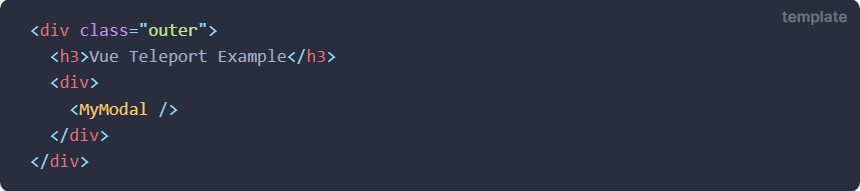 template
<div class="outer">
  <h3>Vue Teleport Example</h3>
  <div>
    <MyModal />
  </div>
</div>